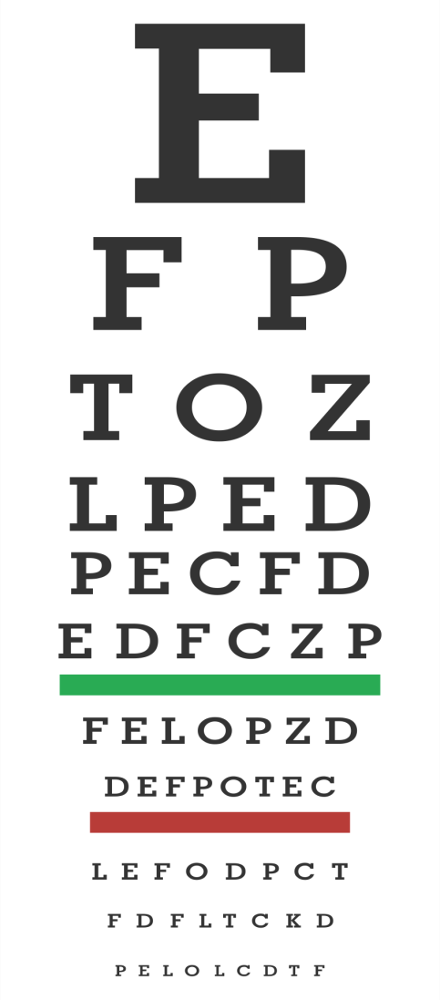 E
F P
T O Z
L P E D
P E C F D
E D F C Z P
F E L O P Z D
D E F P O T E C
L E F O D P C T
F D F L T C K D
P E L O L C D T F